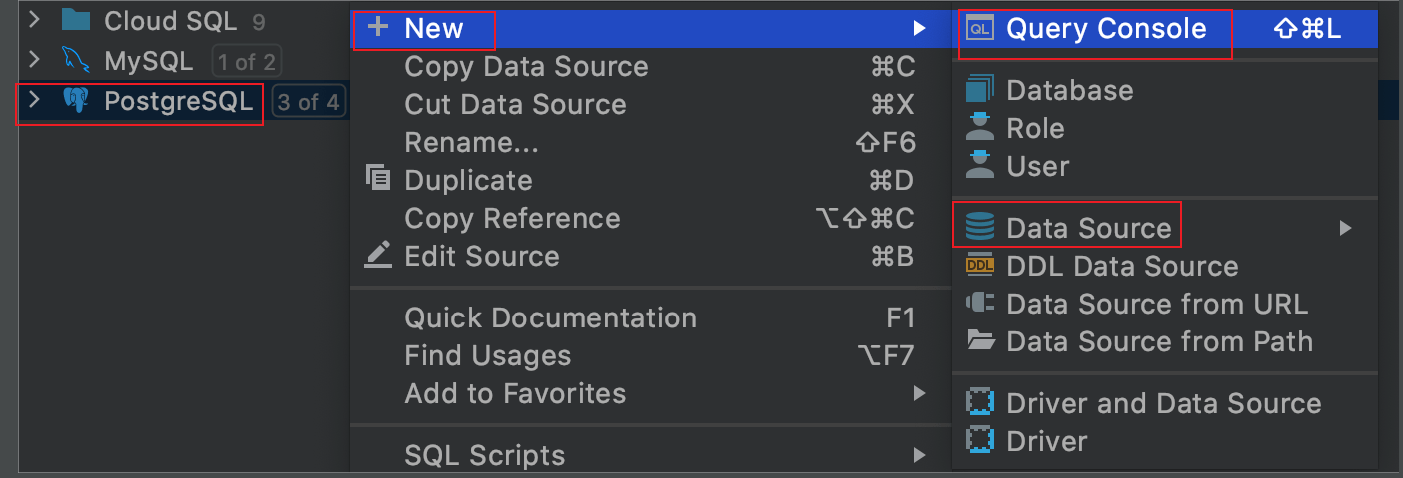 Cloud SQL 9
MySQL 1 of 2
PostgreSQL 3 of 4
New
Copy Data Source ⌘C
Cut Data Source ⌘X
Rename... ⇧F6
Duplicate ⌘D
Copy Reference ⌥⇧⌘C
Edit Source ⌘B
Quick Documentation F1
Find Usages ⌥F7
Add to Favorites
SQL Scripts
QL Query Console ⇧⌘L
Database
Role
User
Data Source
DDL DDL Data Source
Data Source from URL
Data Source from Path
Driver and Data Source
Driver